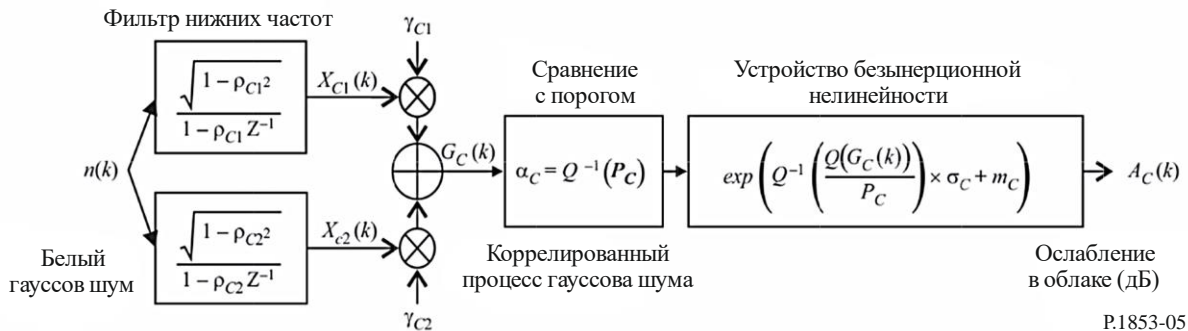 Фильтр нижних частот
γC1
√(1 – ρC1²)
1 – ρC1 Z⁻¹
XC1(k)
n(k)
√(1 – ρC2²)
1 – ρC2 Z⁻¹
Xc2(k)
Белый
гауссов шум
γC2
GC(k)
Сравнение
с порогом
αC = Q⁻¹(PC)
Коррелированный
процесс гауссова шума
Устройство безынерционной
нелинейности
exp(Q⁻¹(Q(GC(k))/PC) × σC + mC)
AC(k)
Ослабление
в облаке (дБ)
P.1853-05